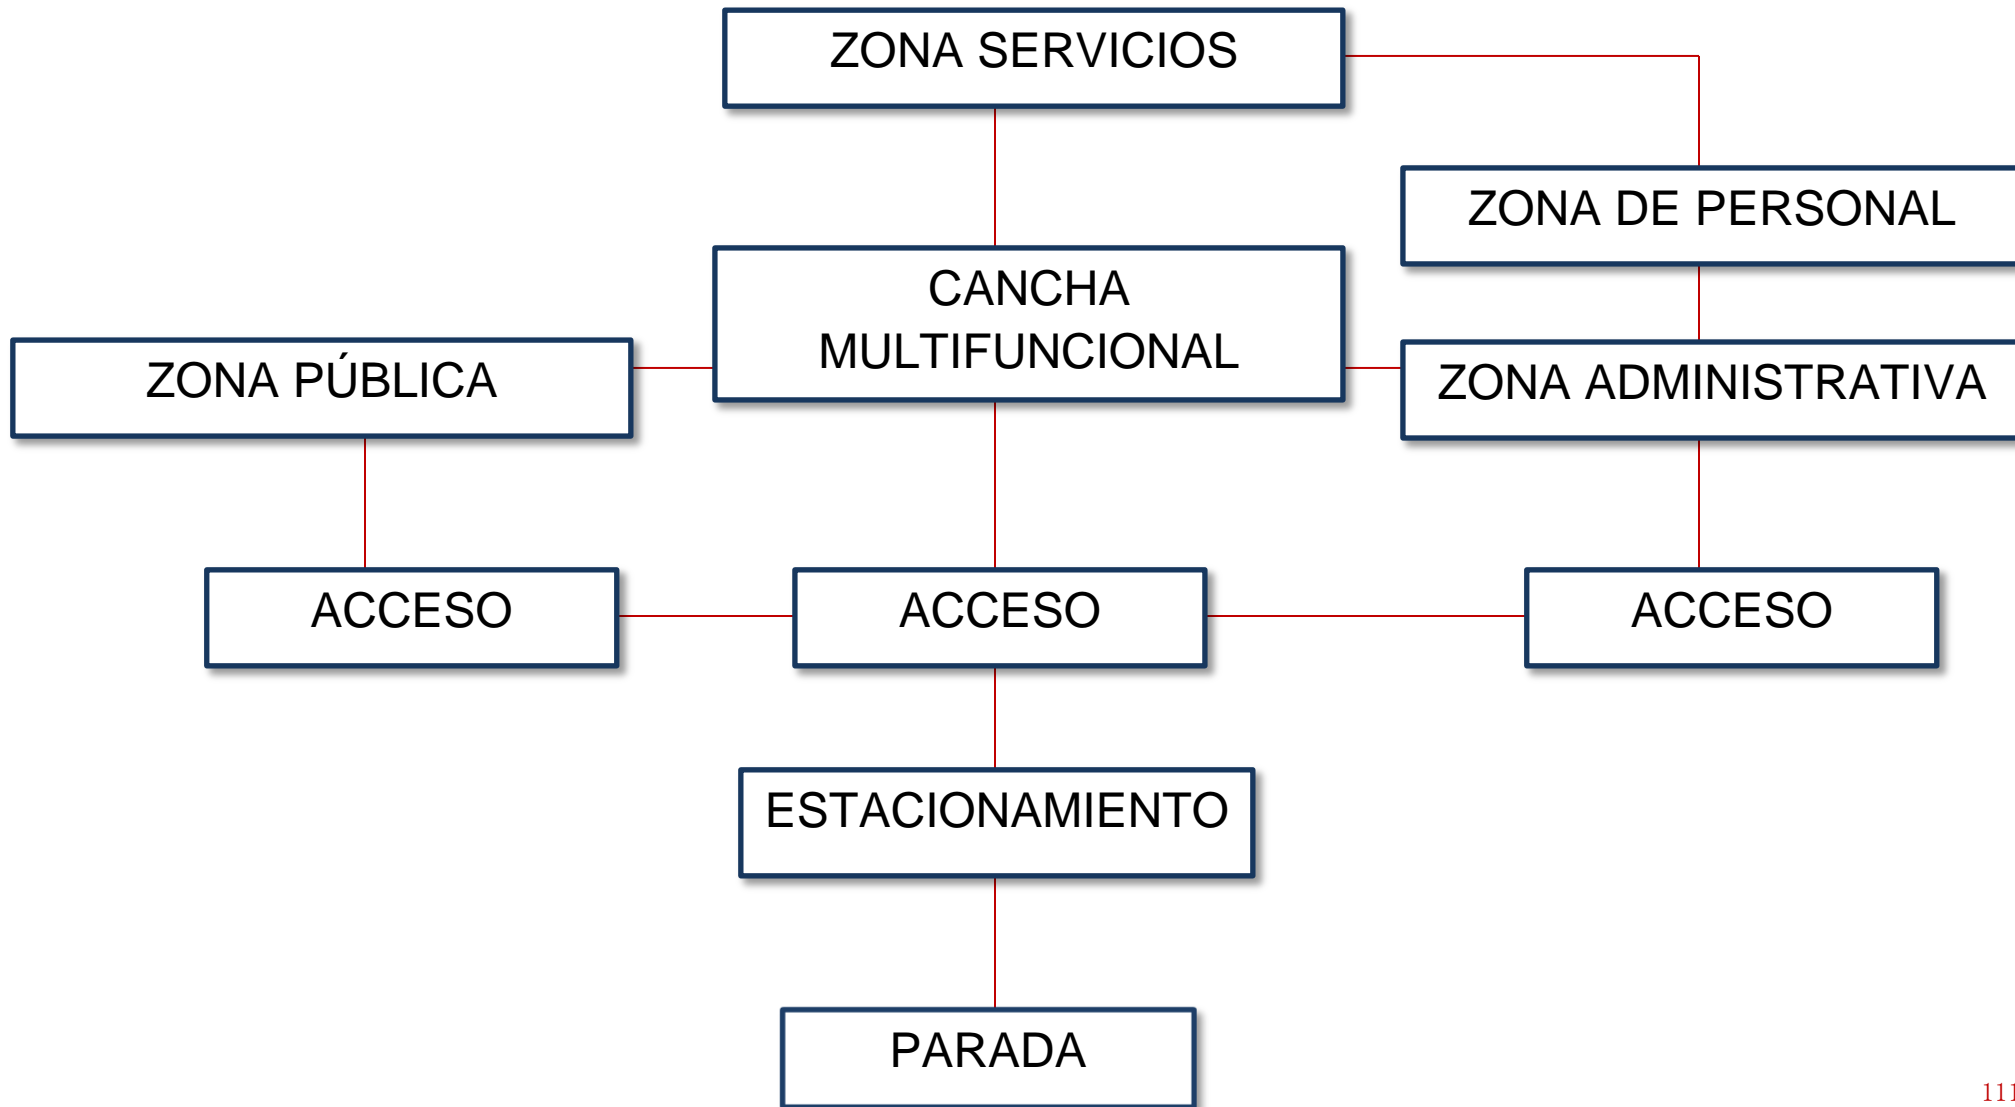 ZONA SERVICIOS
ZONA DE PERSONAL
CANCHA
MULTIFUNCIONAL
ZONA PÚBLICA
ZONA ADMINISTRATIVA
ACCESO
ACCESO
ACCESO
ESTACIONAMIENTO
PARADA
111